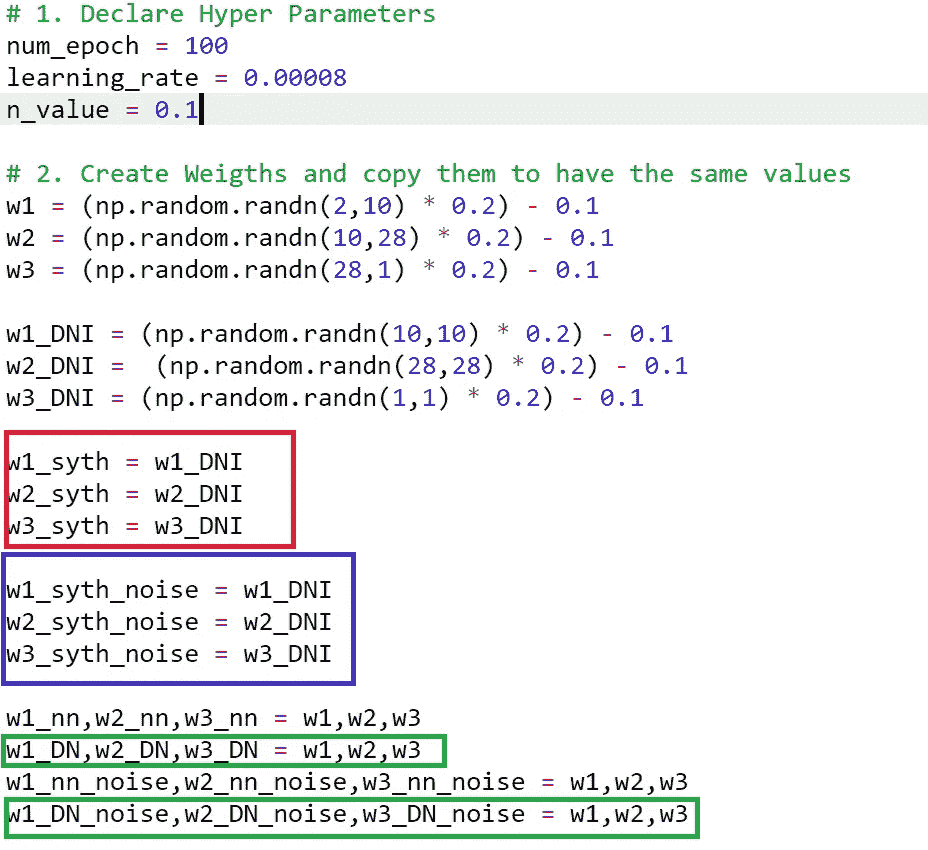 # 1. Declare Hyper Parameters
num_epoch = 100
learning_rate = 0.00008
n_value = 0.1
# 2. Create Weigths and copy them to have the same values
w1 = (np.random.randn(2,10) * 0.2) - 0.1
w2 = (np.random.randn(10,28) * 0.2) - 0.1
w3 = (np.random.randn(28,1) * 0.2) - 0.1
w1_DNI = (np.random.randn(10,10) * 0.2) - 0.1
w2_DNI =  (np.random.randn(28,28) * 0.2) - 0.1
w3_DNI = (np.random.randn(1,1) * 0.2) - 0.1
w1_syth = w1_DNI
w2_syth = w2_DNI
w3_syth = w3_DNI
w1_syth_noise = w1_DNI
w2_syth_noise = w2_DNI
w3_syth_noise = w3_DNI
w1_nn,w2_nn,w3_nn = w1,w2,w3
w1_DN,w2_DN,w3_DN = w1,w2,w3
w1_nn_noise,w2_nn_noise,w3_nn_noise = w1,w2,w3
w1_DN_noise,w2_DN_noise,w3_DN_noise = w1,w2,w3